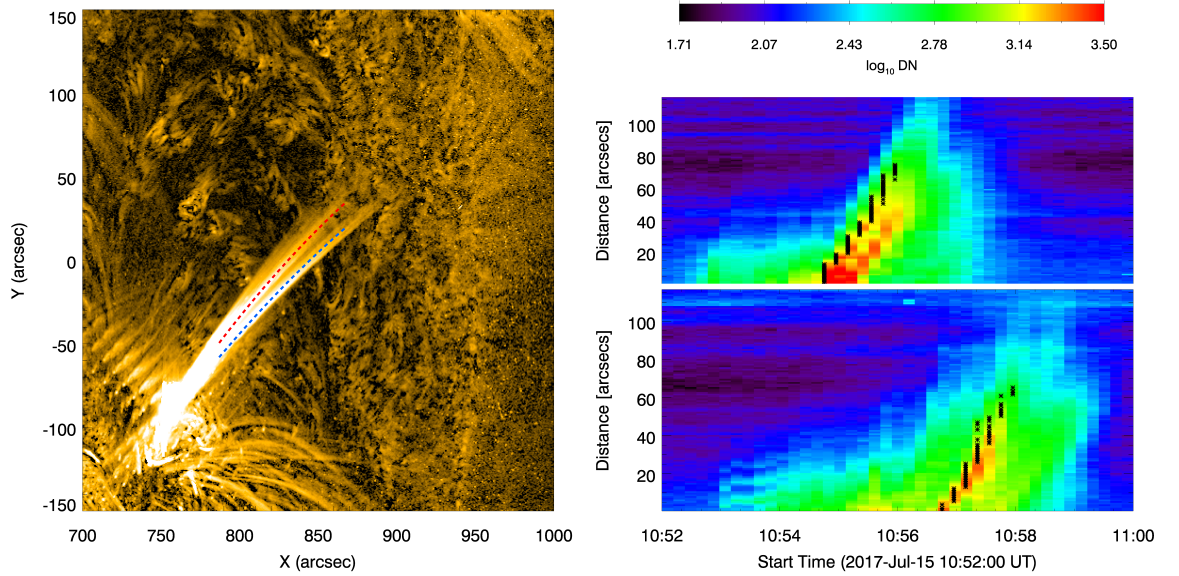 150
100
50
0
-50
-100
-150
Y (arcsec)
700 750 800 850 900 950 1000
X (arcsec)
1.71 2.07 2.43 2.78 3.14 3.50
log10 DN
100
80
60
40
20
Distance [arcsecs]
100
80
60
40
20
Distance [arcsecs]
10:52 10:54 10:56 10:58 11:00
Start Time (2017-Jul-15 10:52:00 UT)